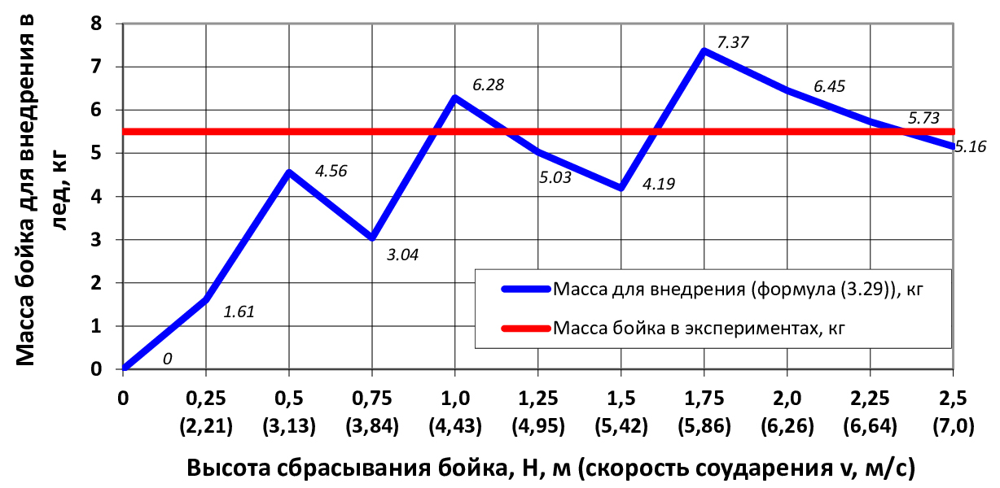 Масса бойка для внедрения в
лед, кг
8
7
6
5
4
3
2
1
0
7.37
6.28
6.45
5.73
5.16
4.56
5.03
4.19
3.04
1.61
0
Масса для внедрения (формула (3.29)), кг
Масса бойка в экспериментах, кг
0 0,25 0,5 0,75 1,0 1,25 1,5 1,75 2,0 2,25 2,5
(2,21) (3,13) (3,84) (4,43) (4,95) (5,42) (5,86) (6,26) (6,64) (7,0)
Высота сбрасывания бойка, H, м (скорость соударения v, м/с)